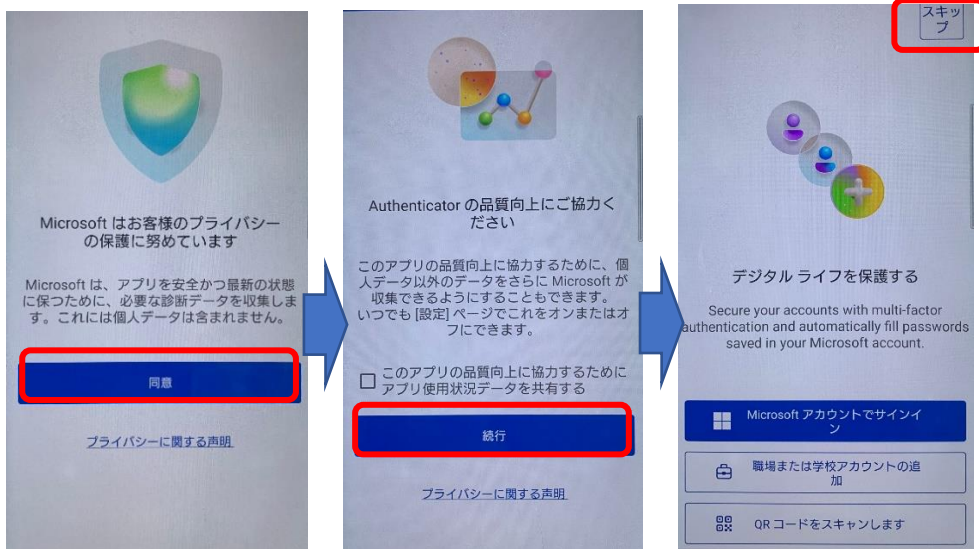 Microsoft はお客様のプライバシー
の保護に努めています
Microsoft は、アプリを安全かつ最新の状態
に保つために、必要な診断データを収集しま
す。これには個人データは含まれません。
同意
プライバシーに関する声明
Authenticator の品質向上にご協力く
ださい
このアプリの品質向上に協力するために、個
人データ以外のデータをさらに Microsoft が
収集できるようにすることもできます。
いつでも [設定] ページでこれをオンまたはオ
フにできます。
このアプリの品質向上に協力するために
アプリ使用状況データを共有する
続行
プライバシーに関する声明
スキッ
プ
デジタル ライフを保護する
Secure your accounts with multi-factor
authentication and automatically fill passwords
saved in your Microsoft account.
Microsoft アカウントでサインイ
ン
職場または学校アカウントの追
加
QR コードをスキャンします